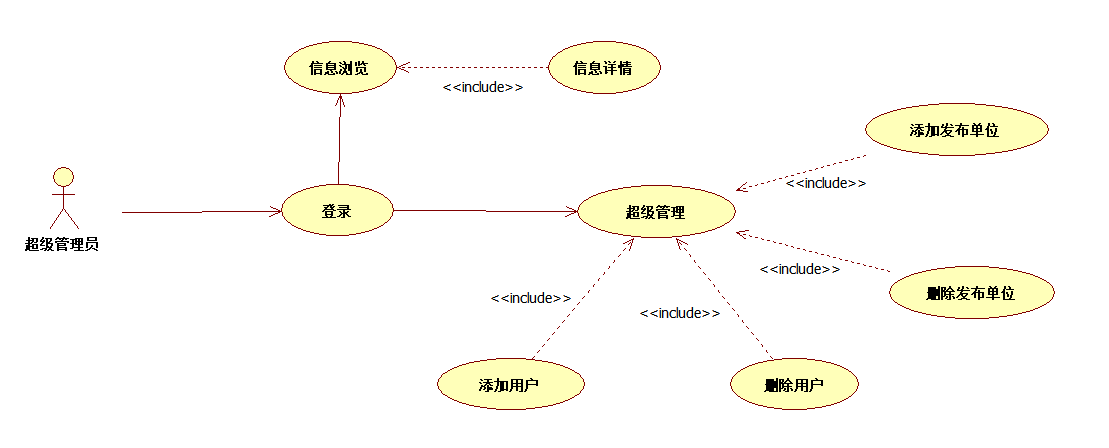 信息浏览
信息详情
<<include>>
添加发布单位
<<include>>
超级管理员
登录
超级管理
<<include>>
删除发布单位
<<include>>
<<include>>
添加用户
删除用户